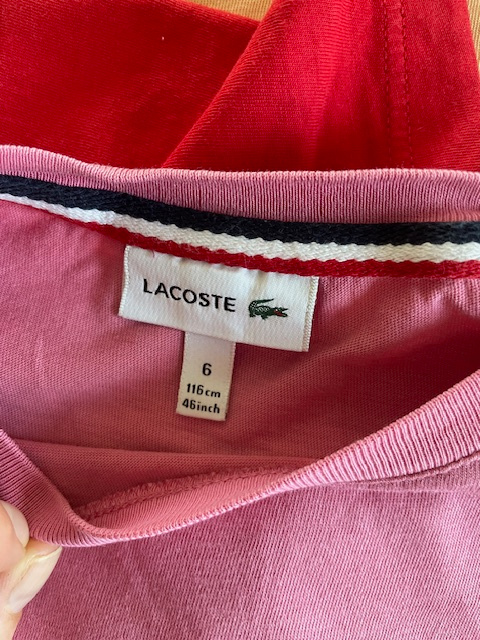 LACOSTE
6
116cm
46inch